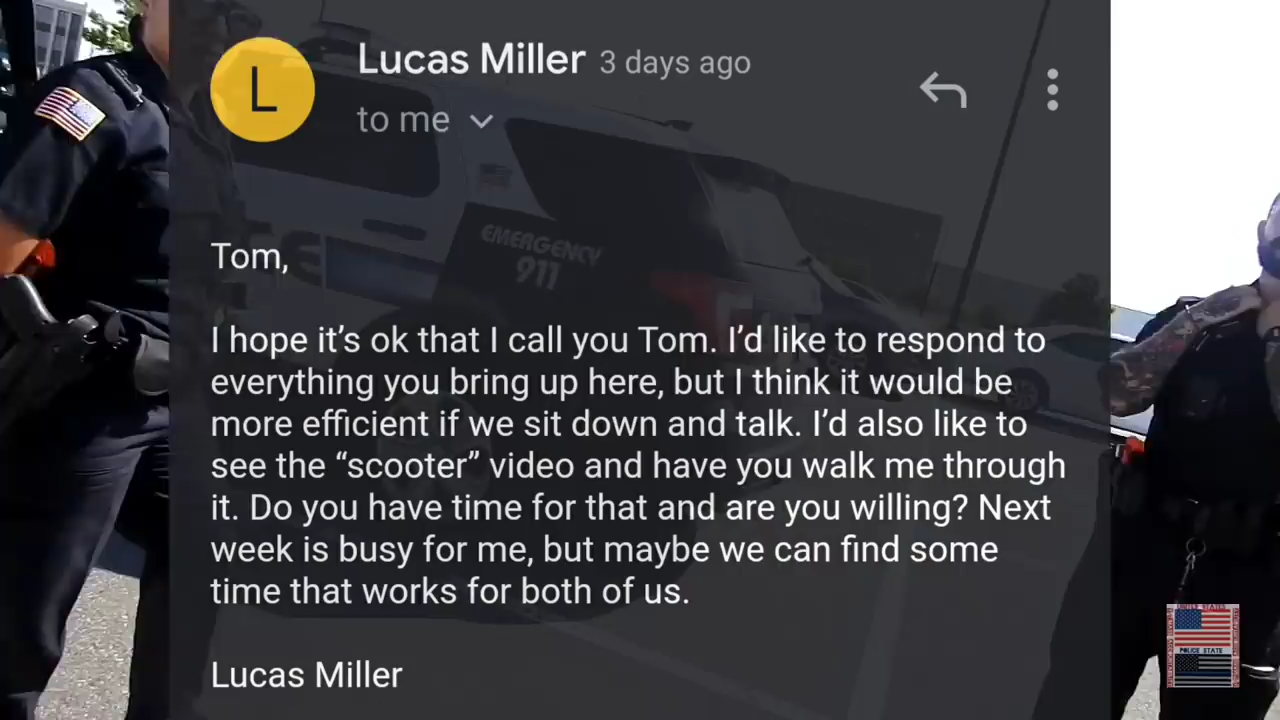 Lucas Miller 3 days ago
to me
L
Tom,
I hope it’s ok that I call you Tom. I’d like to respond to
everything you bring up here, but I think it would be
more efficient if we sit down and talk. I’d also like to
see the “scooter” video and have you walk me through
it. Do you have time for that and are you willing? Next
week is busy for me, but maybe we can find some
time that works for both of us.
Lucas Miller
EMERGENCY
911
UNITED STATES
POLICE STATE